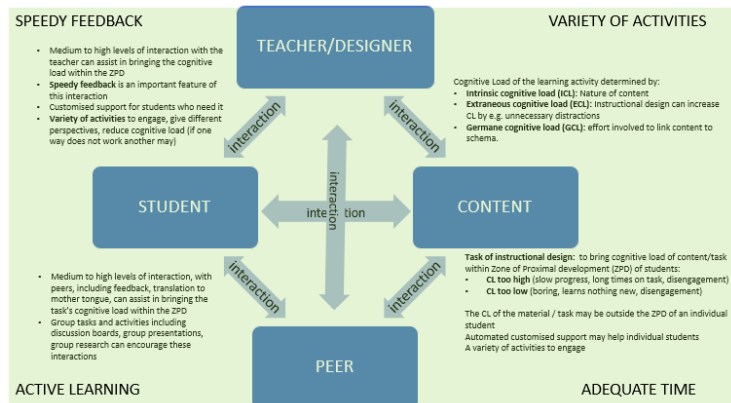 SPEEDY FEEDBACK
VARIETY OF ACTIVITIES
TEACHER/DESIGNER
• Medium to high levels of interaction with the
teacher can assist in bringing the cognitive
load within the ZPD
• Speedy feedback is an important feature of
this interaction
• Customised support for students who need it
• Variety of activities to engage, give different
perspectives, reduce cognitive load (if one
way does not work another may)
Cognitive Load of the learning activity determined by:
• Intrinsic cognitive load (ICL): Nature of content
• Extraneous cognitive load (ECL): Instructional design can increase
CL by e.g. unnecessary distractions
• Germane cognitive load (GCL): effort involved to link content to
schema.
interaction
interaction
interaction
STUDENT
interaction
CONTENT
• Medium to high levels of interaction, with
peers, including feedback, translation to
mother tongue, can assist in bringing the
task's cognitive load within the ZPD
• Group tasks and activities including
discussion boards, group presentations,
group research can encourage these
interactions
interaction
interaction
Task of instructional design: to bring cognitive load of content/task
within Zone of Proximal development (ZPD) of students:
• CL too high (slow progress, long times on task, disengagement)
• CL too low (boring, learns nothing new, disengagement)
The CL of the material / task may be outside the ZPD of an individual
student
Automated customised support may help individual students
A variety of activities to engage
PEER
ACTIVE LEARNING
ADEQUATE TIME